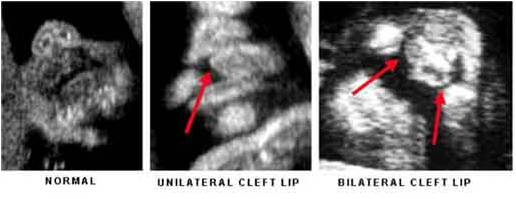 NORMAL
UNILATERAL CLEFT LIP
BILATERAL CLEFT LIP